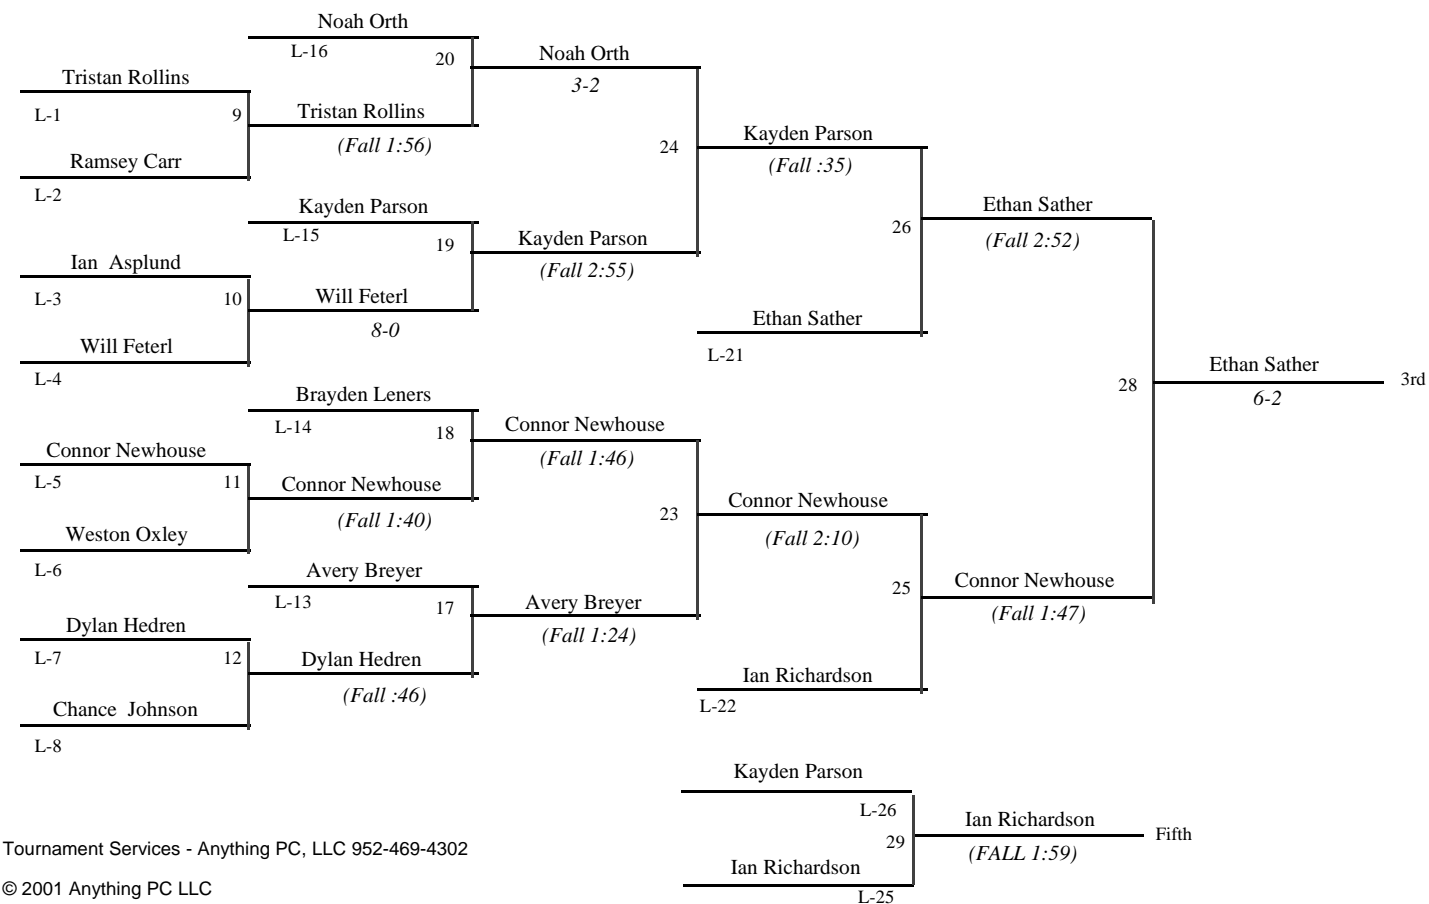 Noah Orth
L-16
20
Noah Orth
3-2
Tristan Rollins
L-1
9
Tristan Rollins
(Fall 1:56)
24
Kayden Parson
(Fall :35)
Ramsey Carr
L-2
Kayden Parson
L-15
19
Kayden Parson
(Fall 2:55)
26
Ethan Sather
(Fall 2:52)
Ian  Asplund
L-3
10
Will Feterl
8-0
Ethan Sather
L-21
Will Feterl
L-4
28
Ethan Sather
6-2
3rd
Brayden Leners
L-14
18
Connor Newhouse
(Fall 1:46)
Connor Newhouse
L-5
11
Connor Newhouse
(Fall 1:40)
23
Connor Newhouse
(Fall 2:10)
Weston Oxley
L-6
Avery Breyer
L-13
17
Avery Breyer
(Fall 1:24)
25
Connor Newhouse
(Fall 1:47)
Dylan Hedren
L-7
12
Dylan Hedren
(Fall :46)
Ian Richardson
L-22
Chance  Johnson
L-8
Kayden Parson
L-26
29
Ian Richardson
(FALL 1:59)
Fifth
Ian Richardson
L-25
Tournament Services - Anything PC, LLC 952-469-4302
© 2001 Anything PC LLC